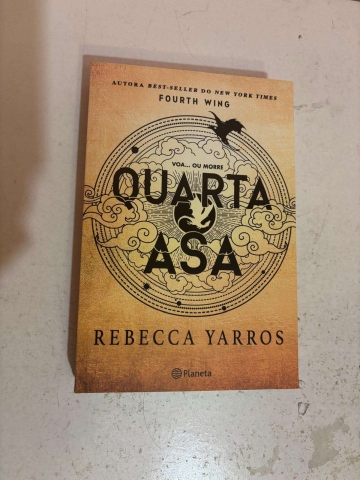 AUTORA BEST-SELLER DO NEW YORK TIMES
FOURTH WING
VOA... OU MORRE
QUARTA
ASA
REBECCA YARROS
Planeta